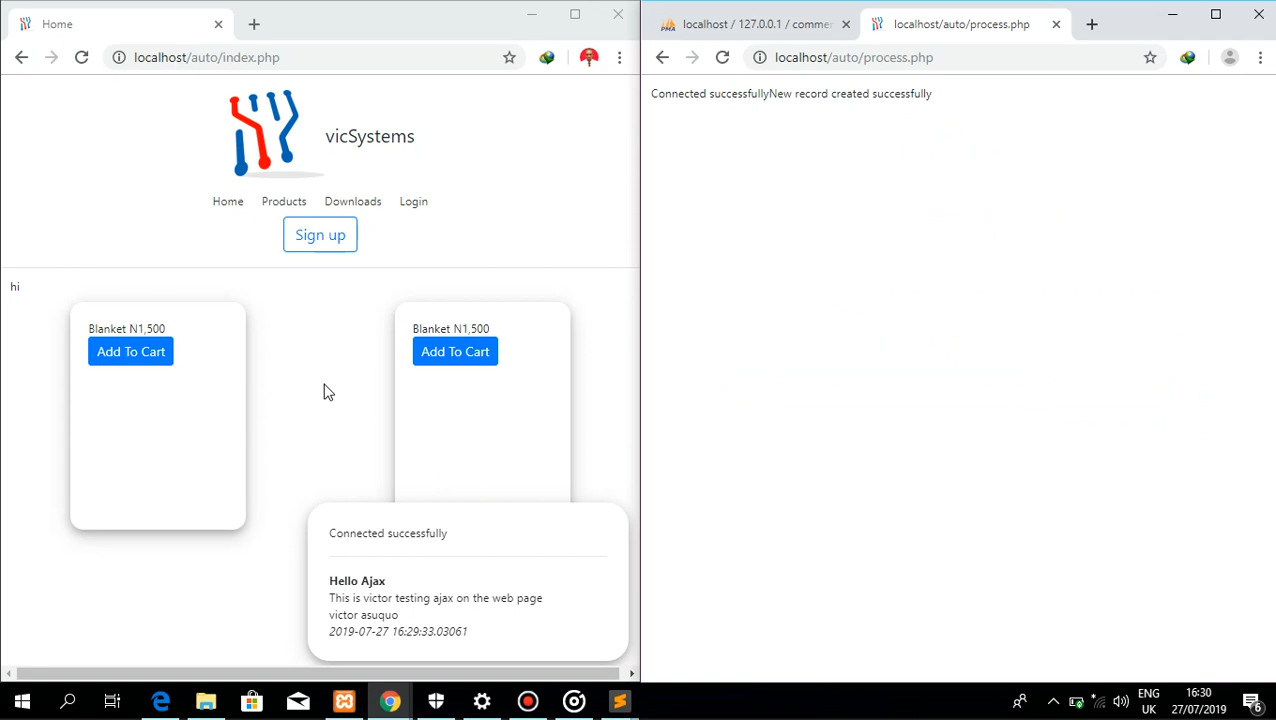 Home
localhost / 127.0.0.1 / comme
localhost/auto/process.php
localhost/auto/index.php
localhost/auto/process.php
Connected successfullyNew record created successfully
vicSystems
Home Products Downloads Login
Sign up
hi
Blanket N1,500
Add To Cart
Blanket N1,500
Add To Cart
Connected successfully
Hello Ajax
This is victor testing ajax on the web page
victor asuquo
2019-07-27 16:29:33.03061
ENG
UK
16:30
27/07/2019
6